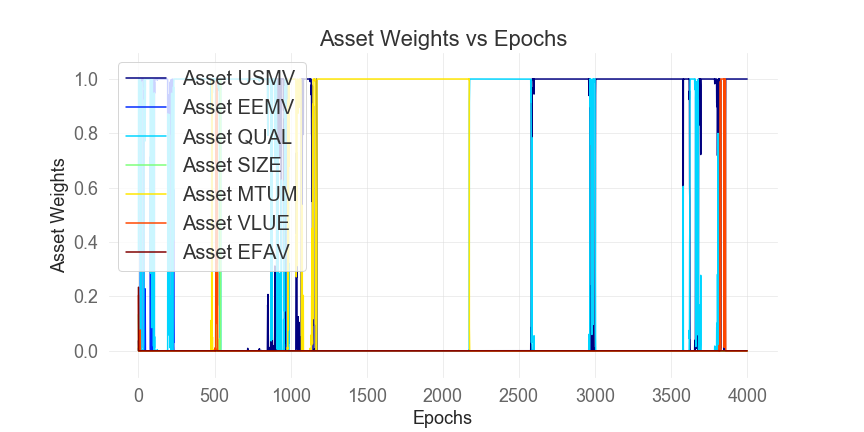 Asset Weights vs Epochs
1.0
0.8
0.6
0.4
0.2
0.0
Asset Weights
Asset USMV
Asset EEMV
Asset QUAL
Asset SIZE
Asset MTUM
Asset VLUE
Asset EFAV
0 500 1000 1500 2000 2500 3000 3500 4000
Epochs